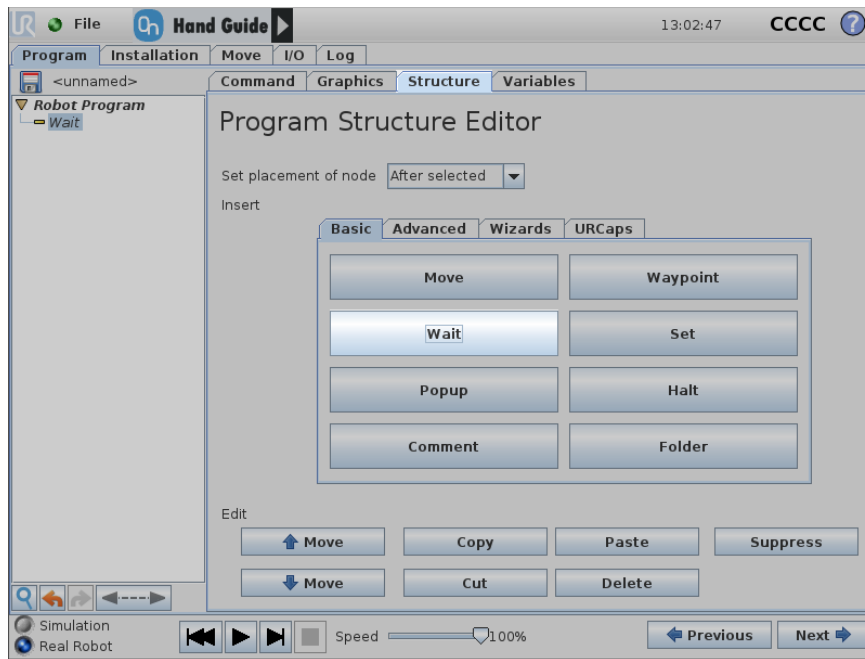 UR File On Hand Guide 13:02:47 CCCC ?
Program Installation Move I/O Log
<unnamed> Command Graphics Structure Variables
Robot Program
Wait
Program Structure Editor
Set placement of node After selected
Insert
Basic Advanced Wizards URCaps
Move Waypoint
Wait Set
Popup Halt
Comment Folder
Edit
Move Copy Paste Suppress
Move Cut Delete
Simulation
Real Robot
Speed 100% Previous Next